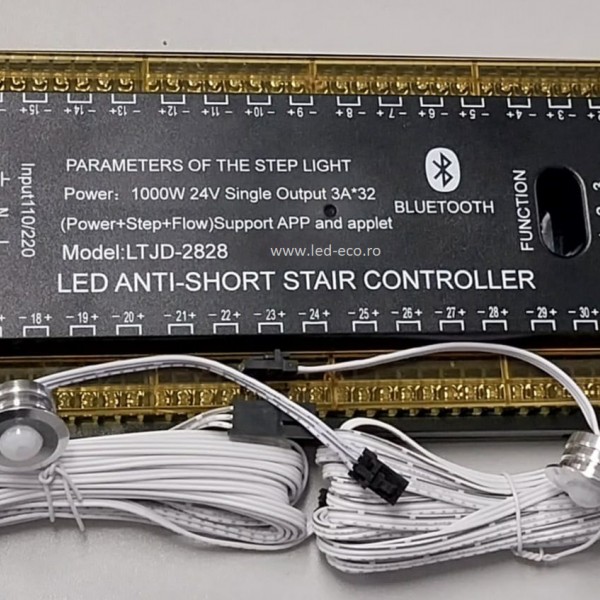 +15- +14- +13- +12- +11- +10- +9- +8- +7- +6- +5- +4- +3-
PARAMETERS OF THE STEP LIGHT
Power: 1000W 24V Single Output 3A*32
(Power+Step+Flow)Support APP and applet
Model:LTJD-2828
LED ANTI-SHORT STAIR CONTROLLER
www.led-eco.ro
BLUETOOTH
FUNCTION
Input110/220
N L
- 18+ - 19+ - 20+ - 21+ - 22+ - 23+ - 24+ - 25+ - 26+ - 27+ - 28+ - 29+ - 30+